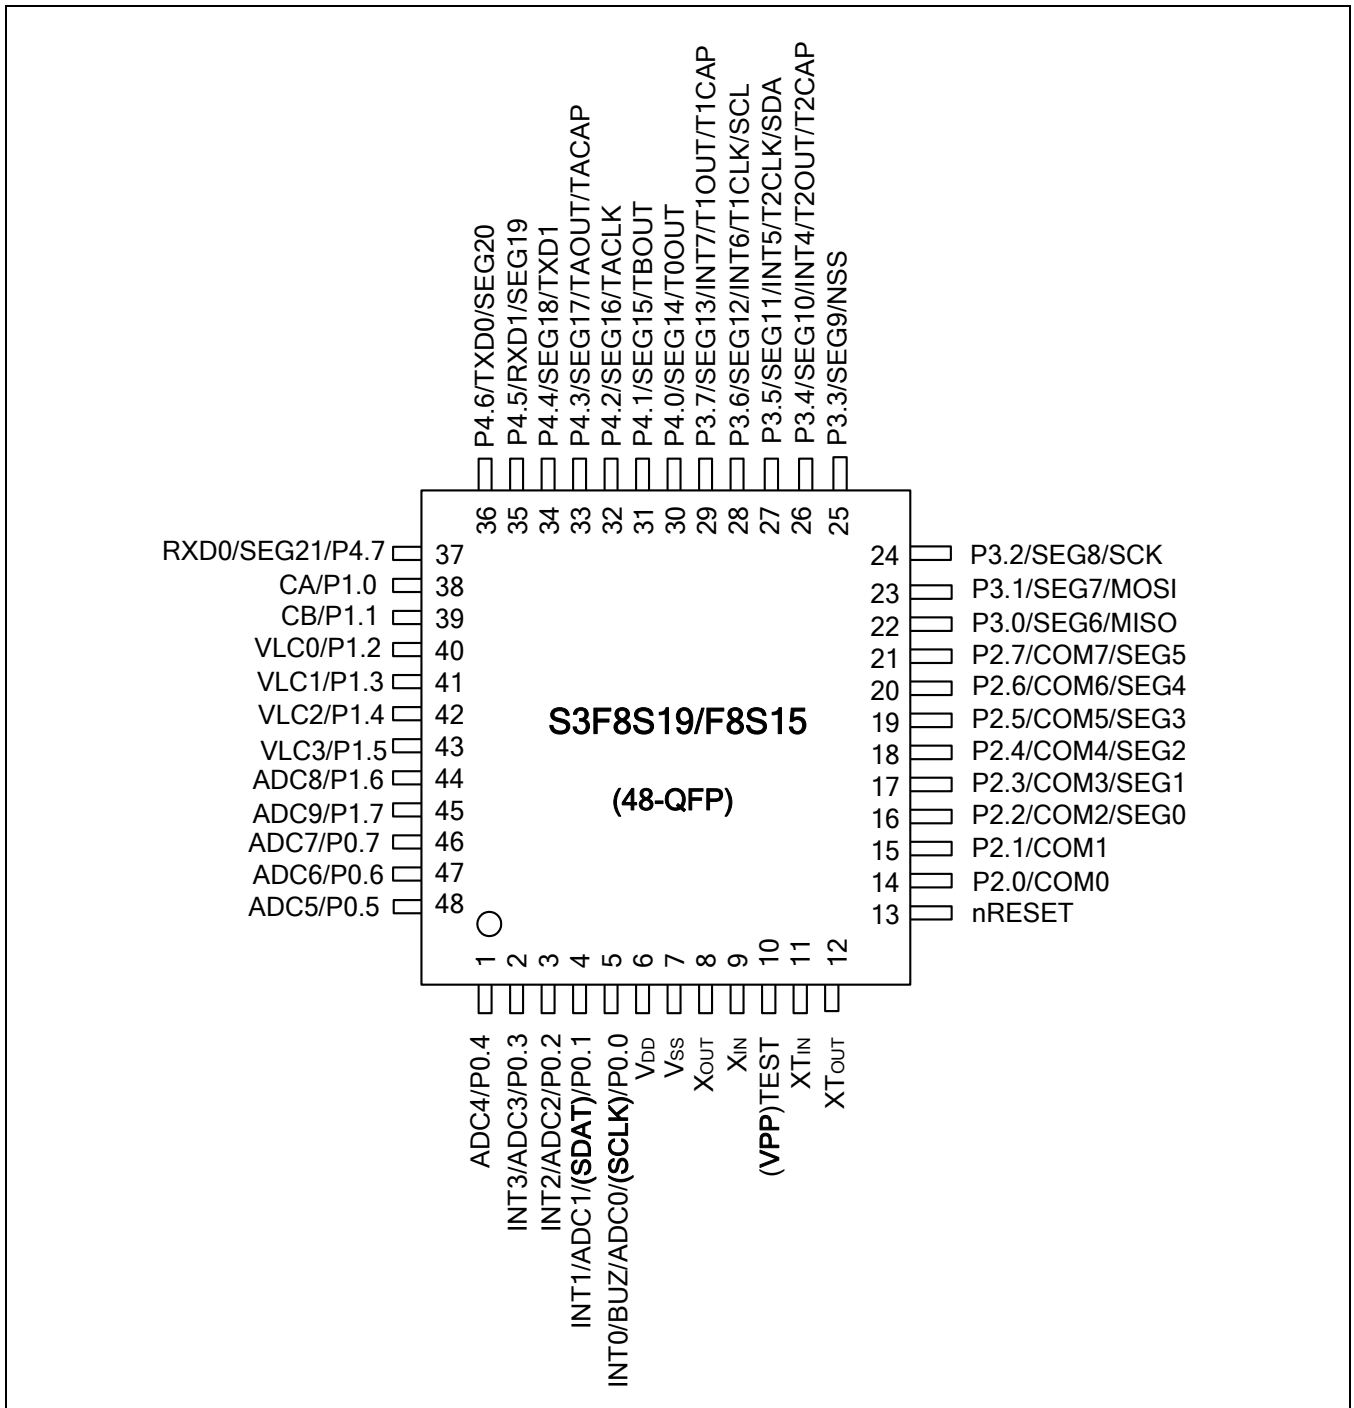 P4.6/TXD0/SEG20
P4.5/RXD1/SEG19
P4.4/SEG18/TXD1
P4.3/SEG17/TAOUT/TACAP
P4.2/SEG16/TACLK
P4.1/SEG15/TBOUT
P4.0/SEG14/T0OUT
P3.7/SEG13/INT7/T1OUT/T1CAP
P3.6/SEG12/INT6/T1CLK/SCL
P3.5/SEG11/INT5/T2CLK/SDA
P3.4/SEG10/INT4/T2OUT/T2CAP
P3.3/SEG9/NSS
36 35 34 33 32 31 30 29 28 27 26 25
RXD0/SEG21/P4.7 37
CA/P1.0 38
CB/P1.1 39
VLC0/P1.2 40
VLC1/P1.3 41
VLC2/P1.4 42
VLC3/P1.5 43
ADC8/P1.6 44
ADC9/P1.7 45
ADC7/P0.7 46
ADC6/P0.6 47
ADC5/P0.5 48
S3F8S19/F8S15
(48-QFP)
24 P3.2/SEG8/SCK
23 P3.1/SEG7/MOSI
22 P3.0/SEG6/MISO
21 P2.7/COM7/SEG5
20 P2.6/COM6/SEG4
19 P2.5/COM5/SEG3
18 P2.4/COM4/SEG2
17 P2.3/COM3/SEG1
16 P2.2/COM2/SEG0
15 P2.1/COM1
14 P2.0/COM0
13 nRESET
1 2 3 4 5 6 7 8 9 10 11 12
ADC4/P0.4
INT3/ADC3/P0.3
INT2/ADC2/P0.2
INT1/ADC1/(SDAT)/P0.1
INT0/BUZ/ADC0/(SCLK)/P0.0
VDD
VSS
XOUT
XIN
(VPP)TEST
XTIN
XTOUT